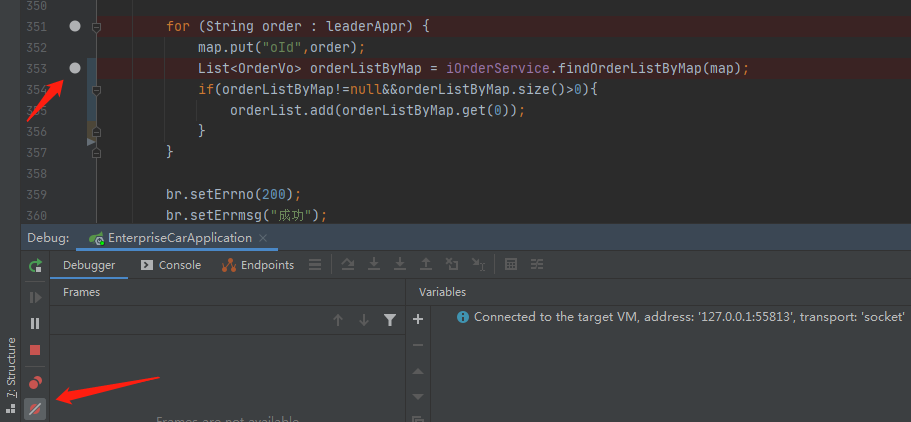 350
351 for (String order : leaderAppr) {
352 map.put("oId",order);
353 List<OrderVo> orderListByMap = iOrderService.findOrderListByMap(map);
354 if(orderListByMap!=null&&orderListByMap.size()>0){
355 orderList.add(orderListByMap.get(0));
356 }
357 }
358
359 br.setErrno(200);
360 br.setErrmsg("成功");
Debug: EnterpriseCarApplication
Debugger Console Endpoints
Frames Variables
Connected to the target VM, address: '127.0.0.1:55813', transport: 'socket'
7: Structure
Frames are not available